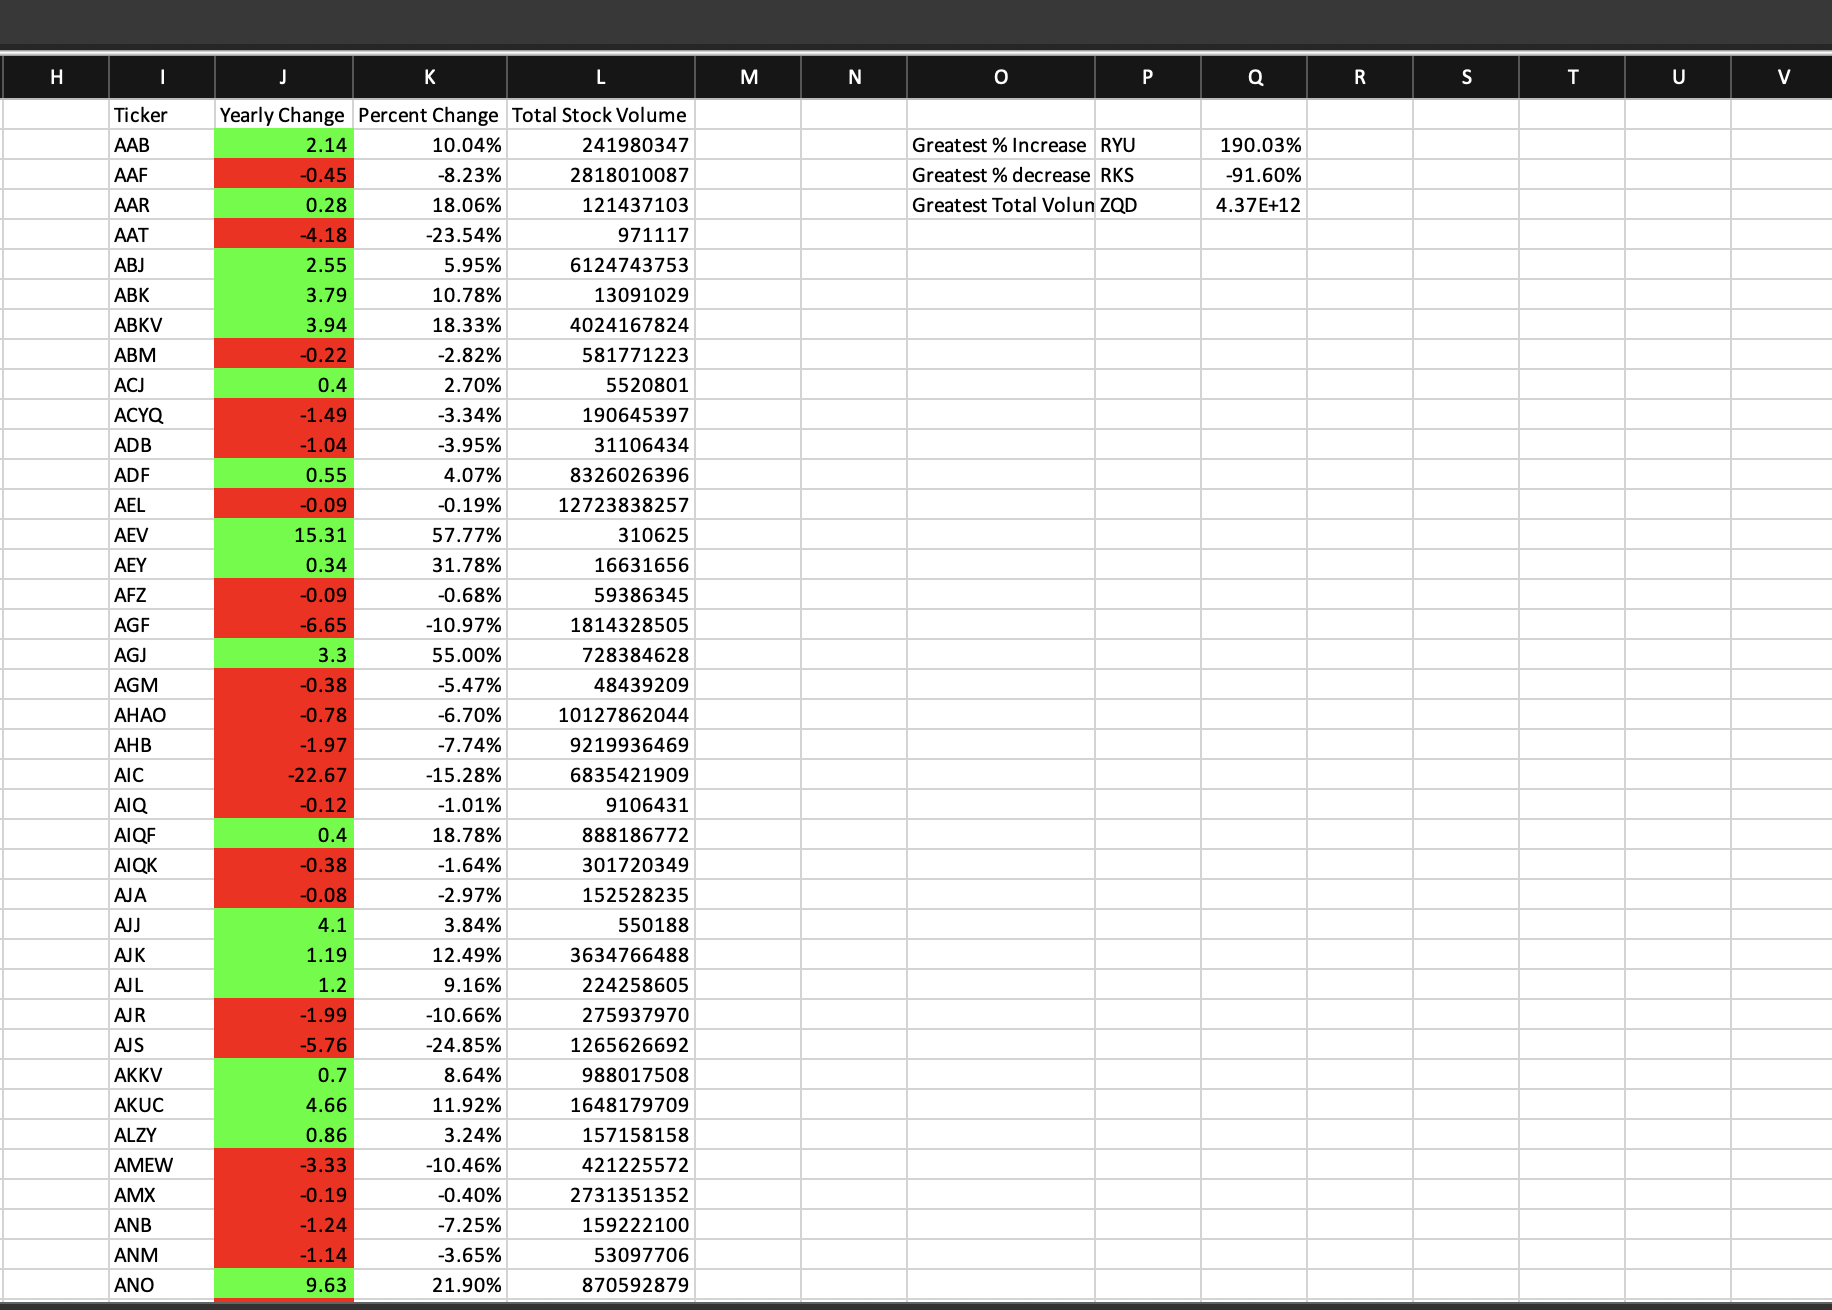 H I J K L M N O P Q R S T U V
Ticker Yearly Change Percent Change Total Stock Volume
AAB 2.14 10.04% 241980347 Greatest % Increase RYU 190.03%
AAF -0.45 -8.23% 2818010087 Greatest % decrease RKS -91.60%
AAR 0.28 18.06% 121437103 Greatest Total Volun ZQD 4.37E+12
AAT -4.18 -23.54% 971117
ABJ 2.55 5.95% 6124743753
ABK 3.79 10.78% 13091029
ABKV 3.94 18.33% 4024167824
ABM -0.22 -2.82% 581771223
ACJ 0.4 2.70% 5520801
ACYQ -1.49 -3.34% 190645397
ADB -1.04 -3.95% 31106434
ADF 0.55 4.07% 8326026396
AEL -0.09 -0.19% 12723838257
AEV 15.31 57.77% 310625
AEY 0.34 31.78% 16631656
AFZ -0.09 -0.68% 59386345
AGF -6.65 -10.97% 1814328505
AGJ 3.3 55.00% 728384628
AGM -0.38 -5.47% 48439209
AHAO -0.78 -6.70% 10127862044
AHB -1.97 -7.74% 9219936469
AIC -22.67 -15.28% 6835421909
AIQ -0.12 -1.01% 9106431
AIQF 0.4 18.78% 888186772
AIQK -0.38 -1.64% 301720349
AJA -0.08 -2.97% 152528235
AJJ 4.1 3.84% 550188
AJK 1.19 12.49% 3634766488
AJL 1.2 9.16% 224258605
AJR -1.99 -10.66% 275937970
AJS -5.76 -24.85% 1265626692
AKKV 0.7 8.64% 988017508
AKUC 4.66 11.92% 1648179709
ALZY 0.86 3.24% 157158158
AMEW -3.33 -10.46% 421225572
AMX -0.19 -0.40% 2731351352
ANB -1.24 -7.25% 159222100
ANM -1.14 -3.65% 53097706
ANO 9.63 21.90% 870592879